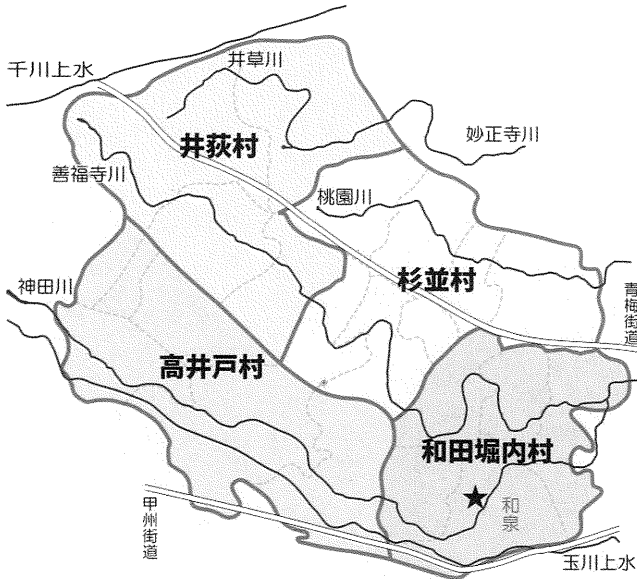 千川上水
井草川
井荻村
妙正寺川
善福寺川
桃園川
神田川
杉並村
青梅街道
高井戸村
和田堀内村
和泉
甲州街道
玉川上水